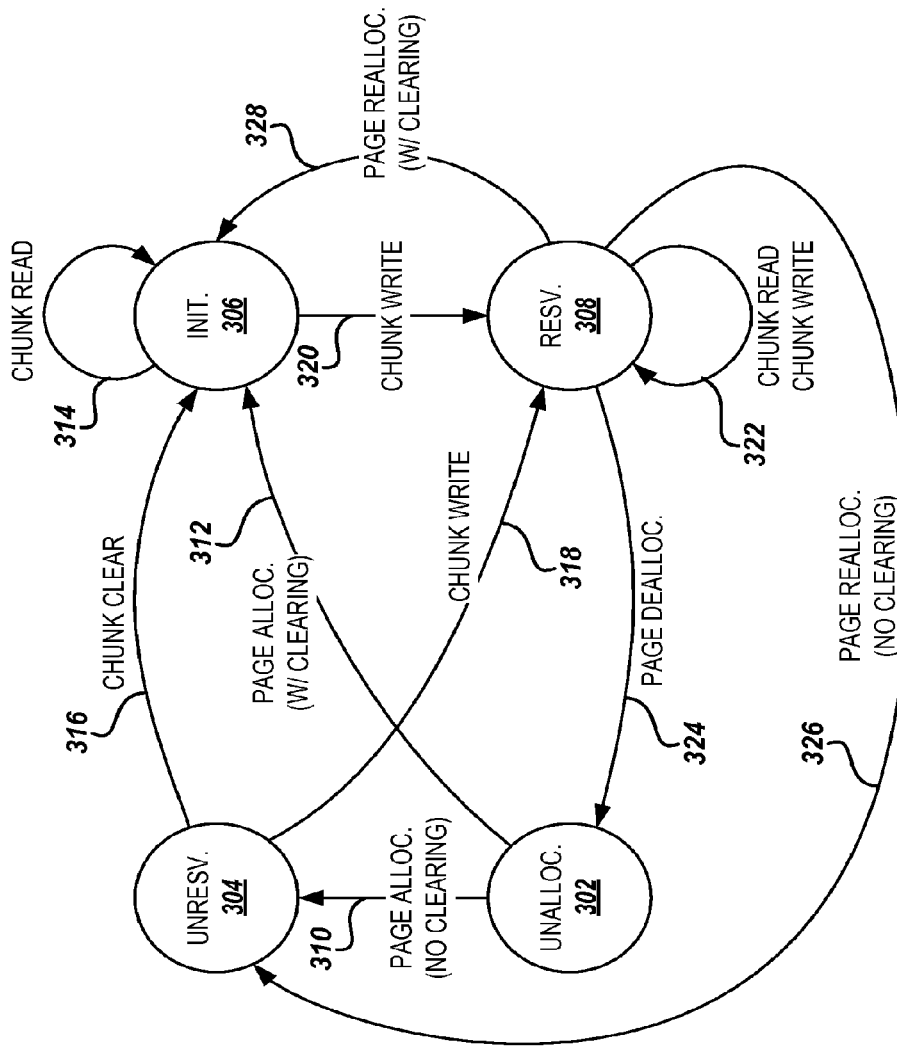 CHUNK READ
314
INIT.
306
328
PAGE REALLOC.
(W/ CLEARING)
320
CHUNK WRITE
RESV.
308
CHUNK READ
CHUNK WRITE
322
316
CHUNK CLEAR
312
PAGE ALLOC.
(W/ CLEARING)
CHUNK WRITE
318
UNRESV.
304
310
PAGE ALLOC.
(NO CLEARING)
UNALLOC.
302
PAGE DEALLOC.
324
326
PAGE REALLOC.
(NO CLEARING)